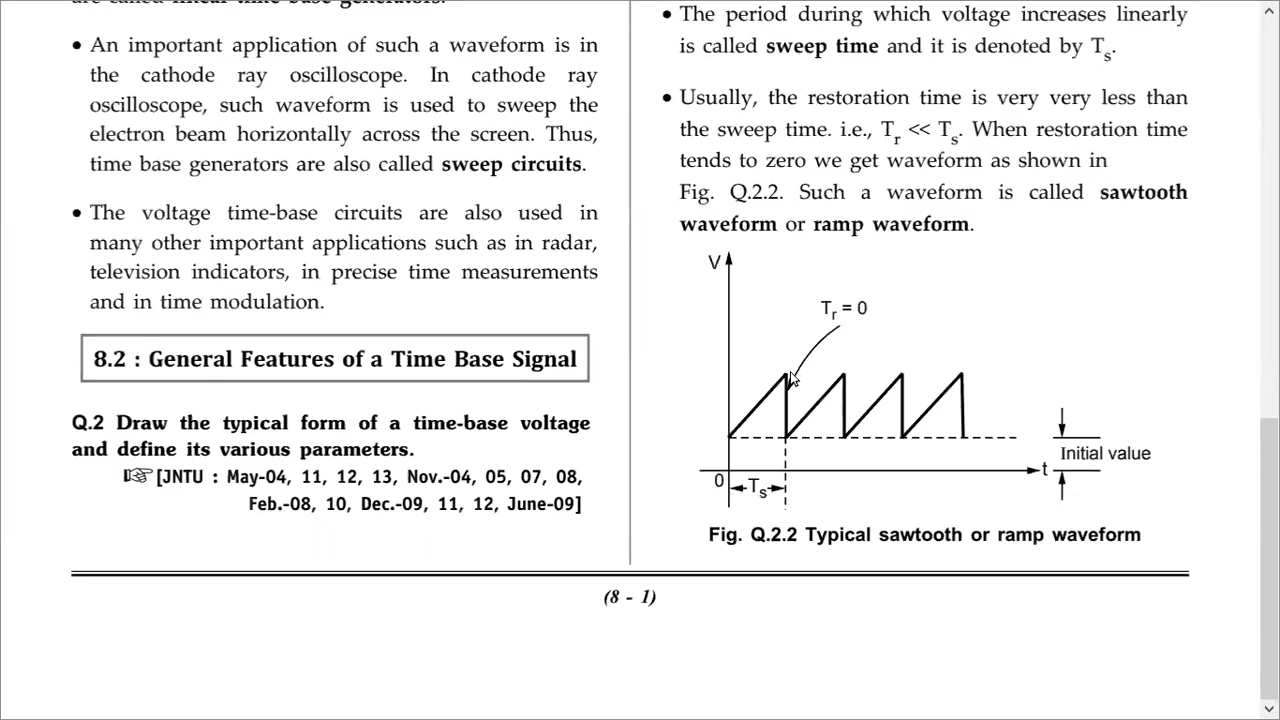 are called linear time base generators.
• An important application of such a waveform is in
the cathode ray oscilloscope. In cathode ray
oscilloscope, such waveform is used to sweep the
electron beam horizontally across the screen. Thus,
time base generators are also called sweep circuits.
• The voltage time-base circuits are also used in
many other important applications such as in radar,
television indicators, in precise time measurements
and in time modulation.
8.2 : General Features of a Time Base Signal
Q.2 Draw the typical form of a time-base voltage
and define its various parameters.
☞ [JNTU : May-04, 11, 12, 13, Nov.-04, 05, 07, 08,
Feb.-08, 10, Dec.-09, 11, 12, June-09]
• The period during which voltage increases linearly
is called sweep time and it is denoted by Ts.
• Usually, the restoration time is very very less than
the sweep time. i.e., Tr << Ts. When restoration time
tends to zero we get waveform as shown in
Fig. Q.2.2. Such a waveform is called sawtooth
waveform or ramp waveform.
V
Tr = 0
Initial value
t
0
Ts
Fig. Q.2.2 Typical sawtooth or ramp waveform
(8 - 1)